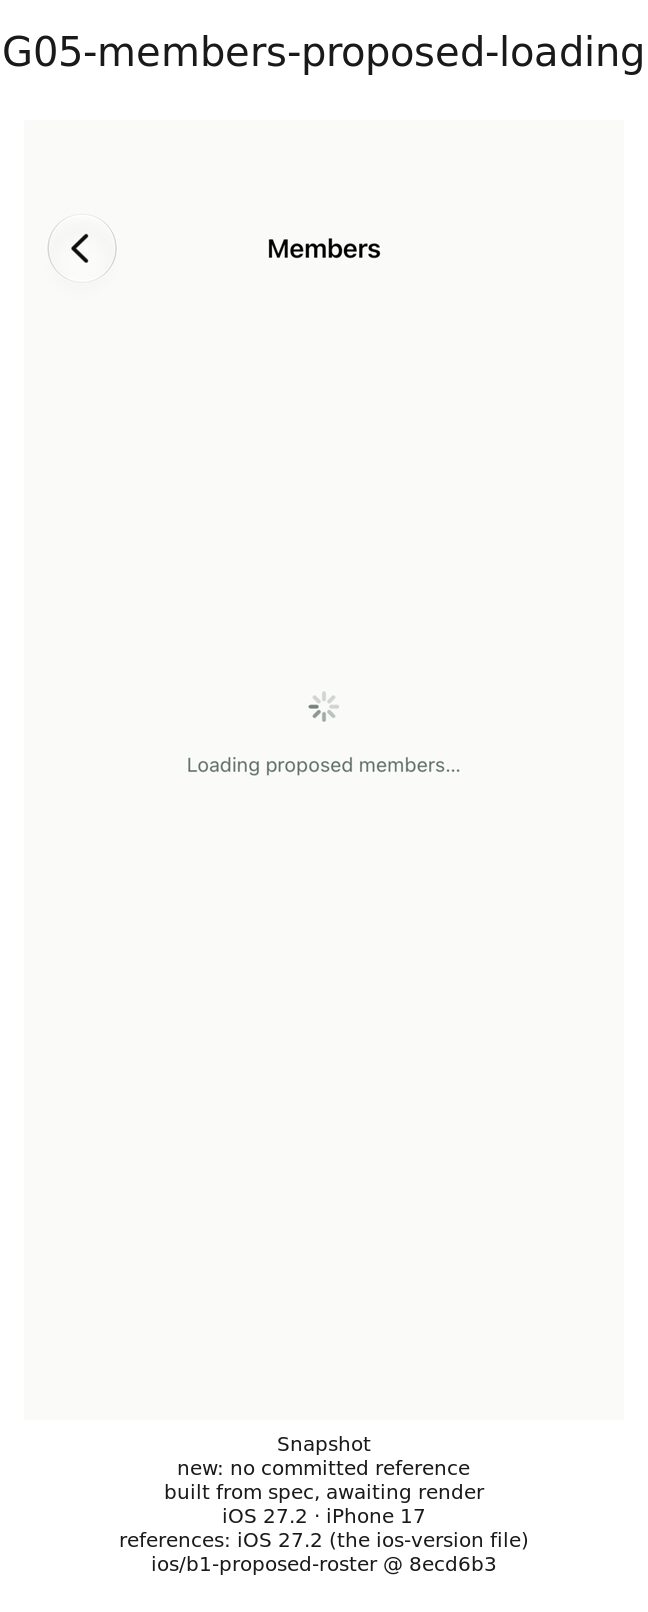 G05-members-proposed-loading
Members
Loading proposed members...
Snapshot
new: no committed reference
built from spec, awaiting render
iOS 27.2 · iPhone 17
references: iOS 27.2 (the ios-version file)
ios/b1-proposed-roster @ 8ecd6b3